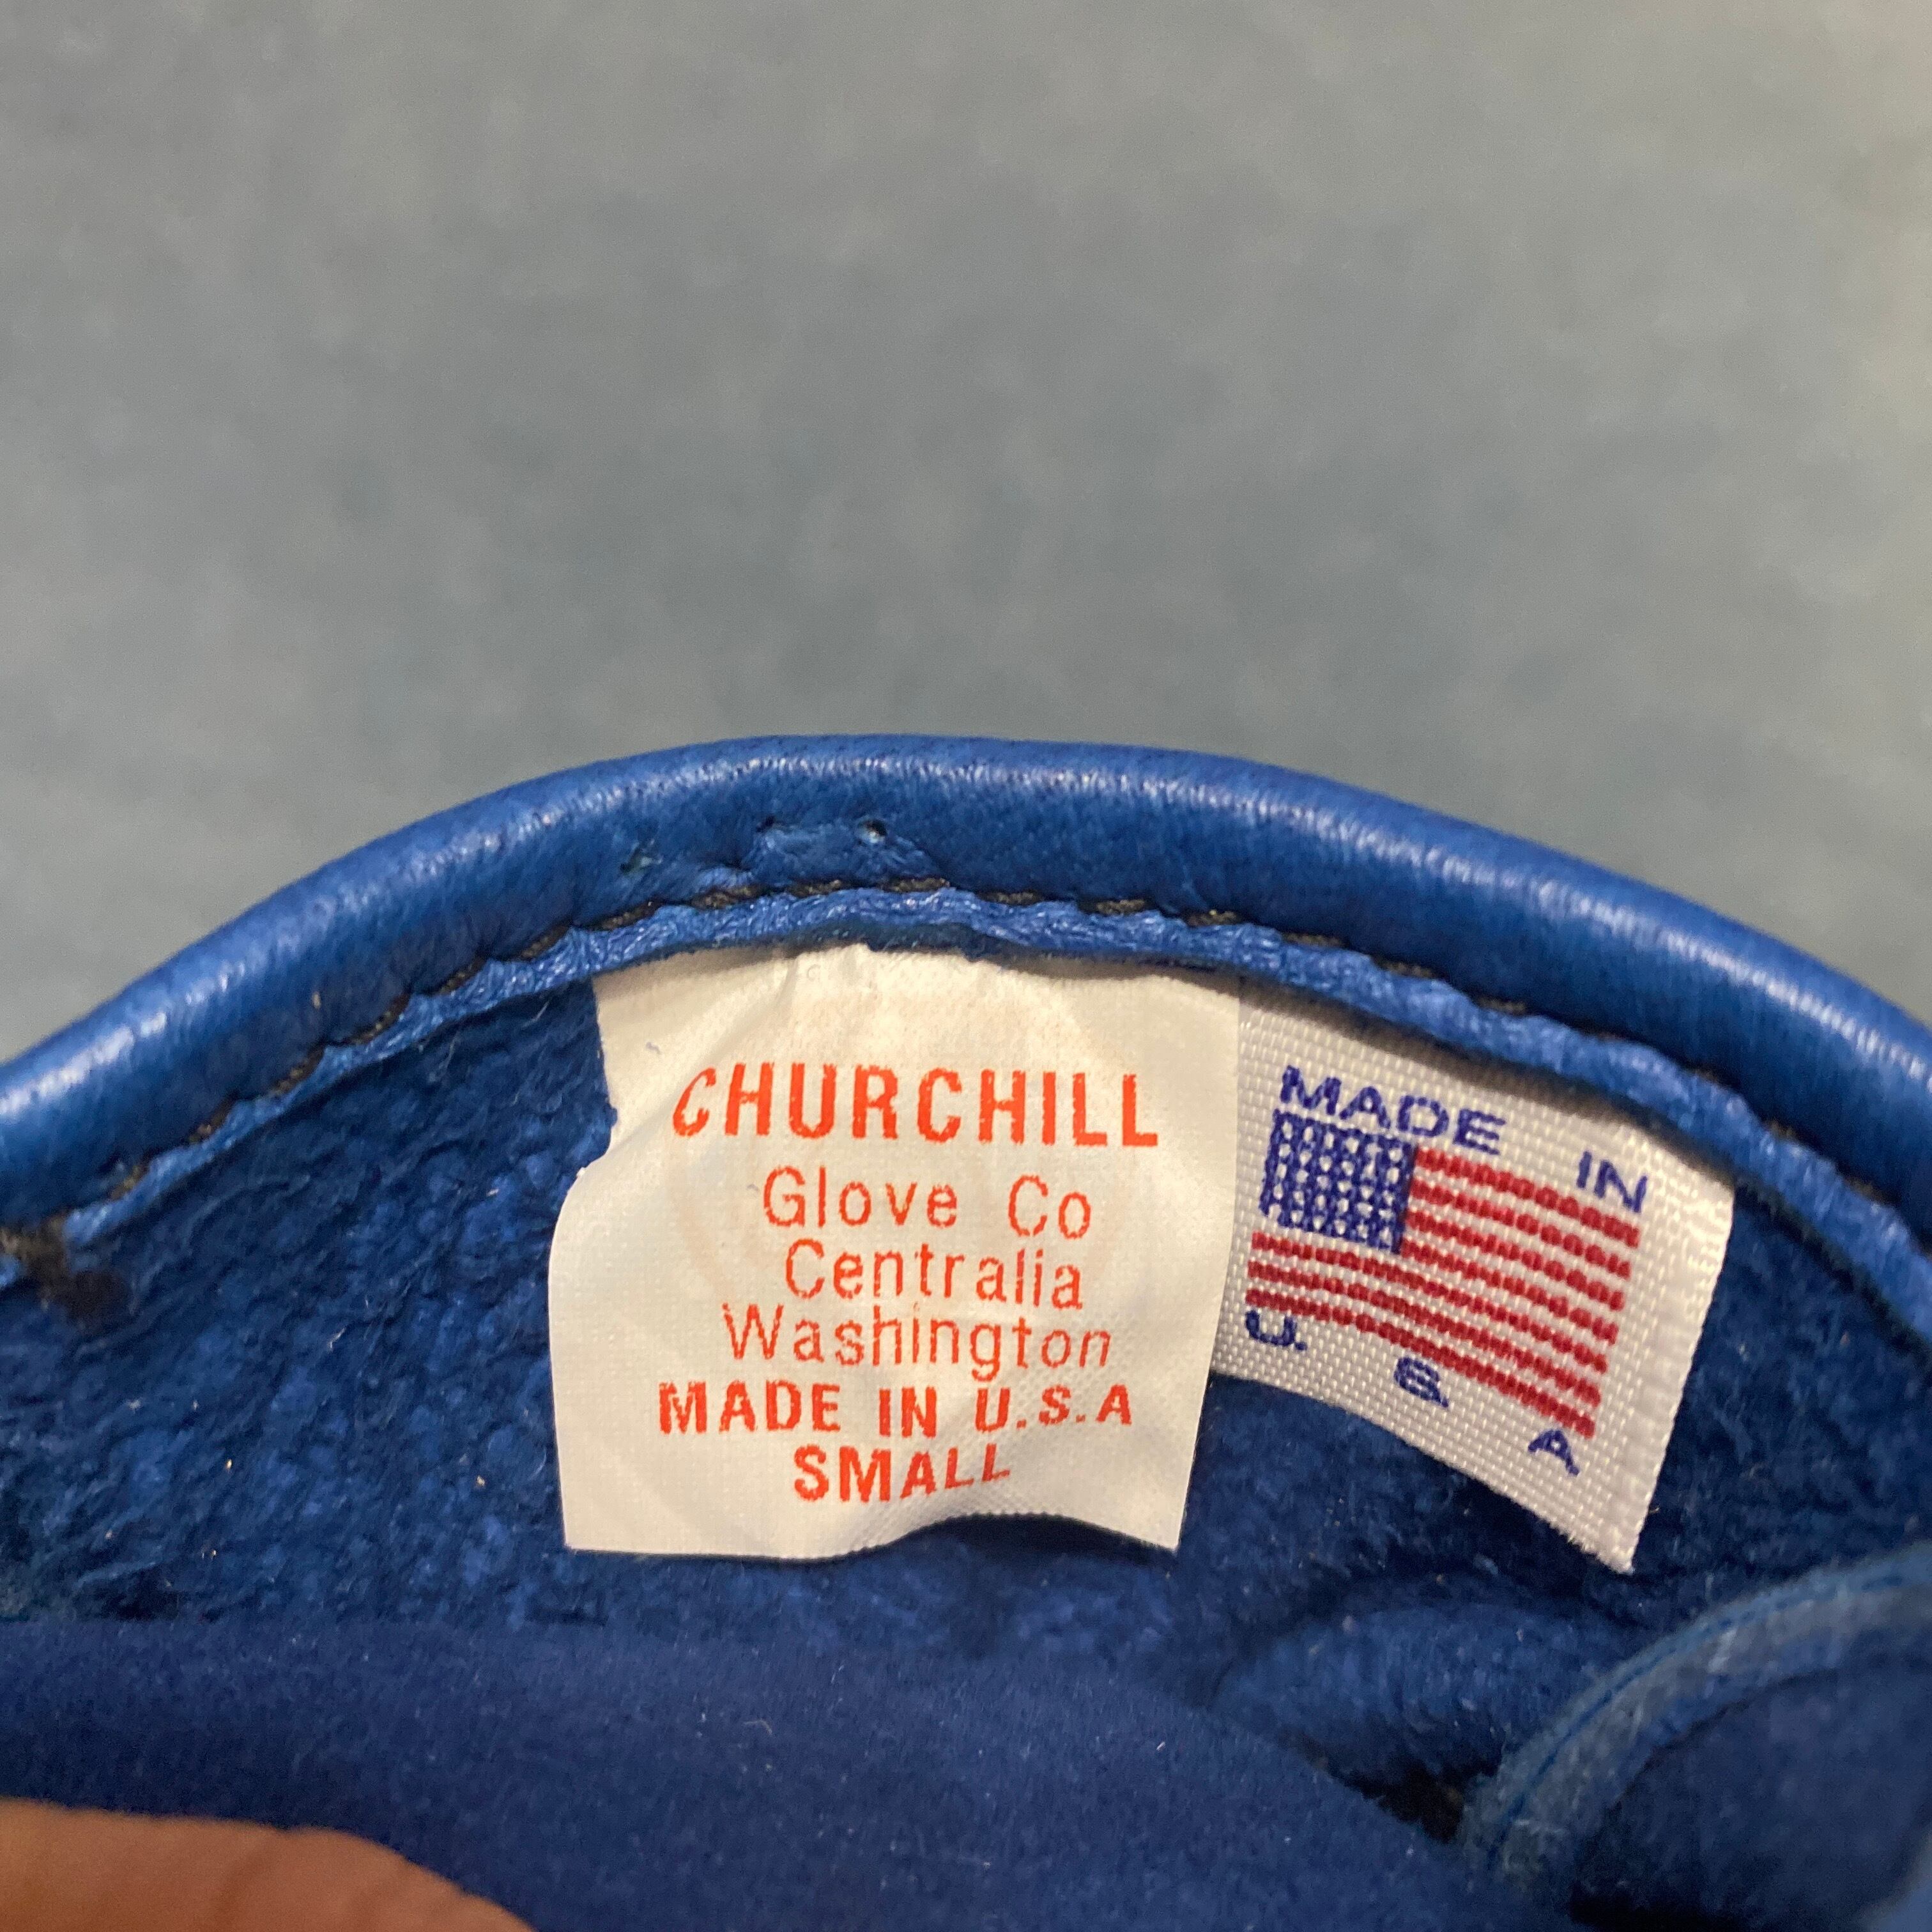 CHURCHILL
Glove Co
Centralia
Washington
MADE IN U.S.A
SMALL
MADE IN
U. S. A